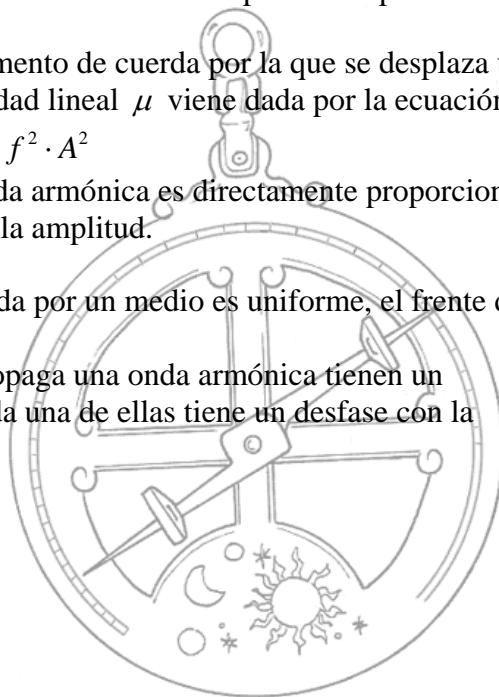 mento de cuerda por la que se desplaza
dad lineal μ viene dada por la ecuación
f² · A²
da armónica es directamente proporcion
la amplitud.
da por un medio es uniforme, el frente
opaga una onda armónica tienen un
la una de ellas tiene un desfase con la